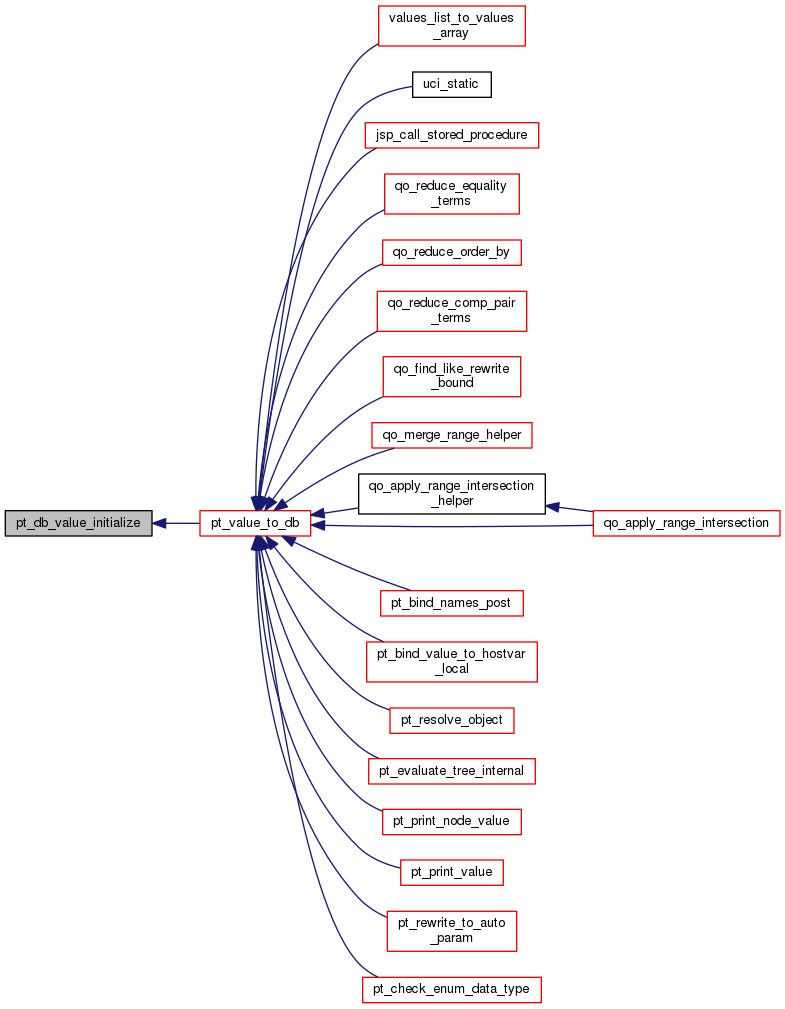 values_list_to_values
_array
uci_static
jsp_call_stored_procedure
qo_reduce_equality
_terms
qo_reduce_order_by
qo_reduce_comp_pair
_terms
qo_find_like_rewrite
_bound
qo_merge_range_helper
qo_apply_range_intersection
_helper
pt_db_value_initialize
pt_value_to_db
qo_apply_range_intersection
pt_bind_names_post
pt_bind_value_to_hostvar
_local
pt_resolve_object
pt_evaluate_tree_internal
pt_print_node_value
pt_print_value
pt_rewrite_to_auto
_param
pt_check_enum_data_type